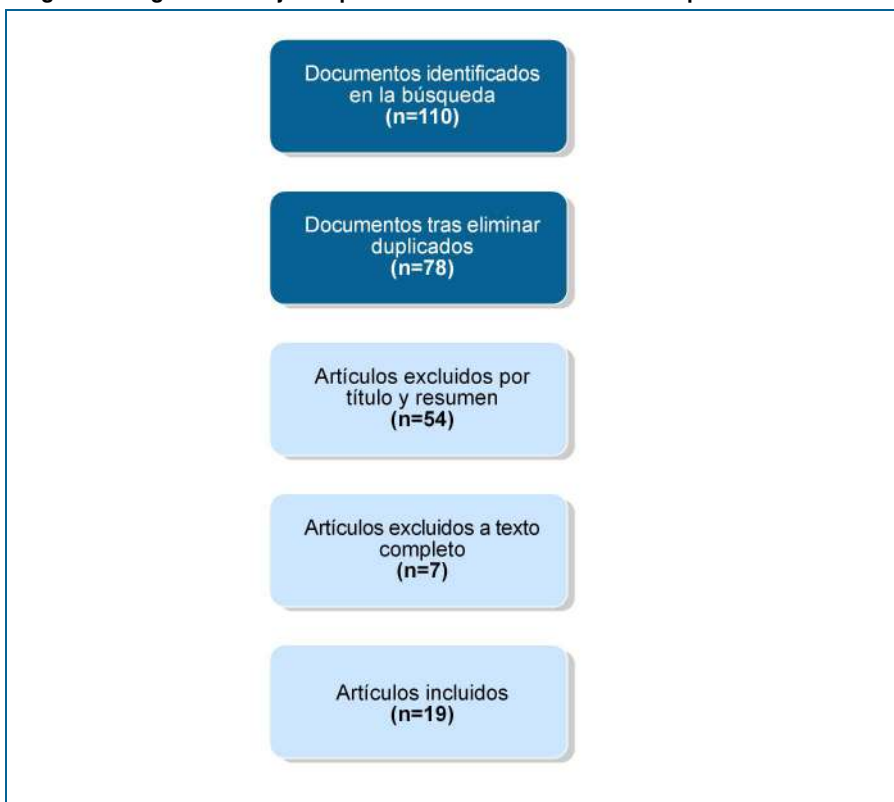 Documentos identificados
en la búsqueda
(n=110)
Documentos tras eliminar
duplicados
(n=78)
Artículos excluidos por
título y resumen
(n=54)
Artículos excluidos a texto
completo
(n=7)
Artículos incluidos
(n=19)